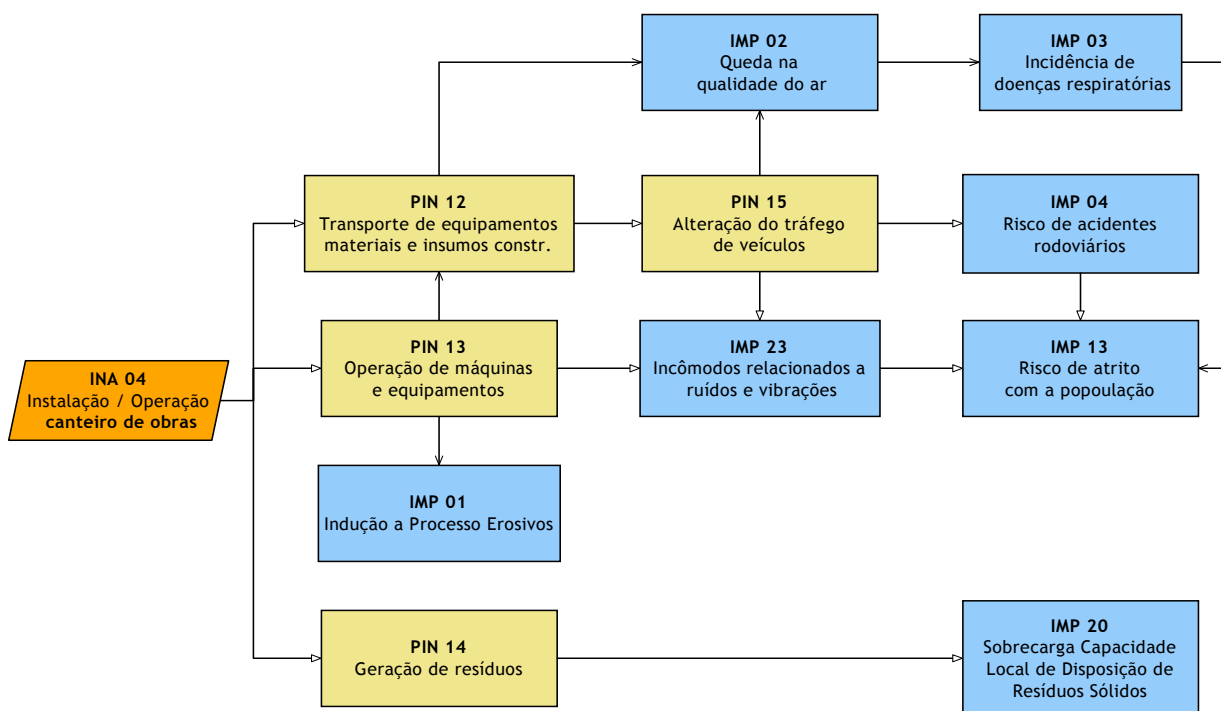 IMP 02
Queda na
qualidade do ar
IMP 03
Incidência de
doenças respiratórias
PIN 12
Transporte de equipamentos
materiais e insumos constr.
PIN 15
Alteração do tráfego
de veículos
IMP 04
Risco de acidentes
rodoviários
INA 04
Instalação / Operação
canteiro de obras
PIN 13
Operação de máquinas
e equipamentos
IMP 23
Incômodos relacionados a
ruídos e vibrações
IMP 13
Risco de atrito
com a popoulação
IMP 01
Indução a Processo Erosivos
PIN 14
Geração de resíduos
IMP 20
Sobrecarga Capacidade
Local de Disposição de
Resíduos Sólidos